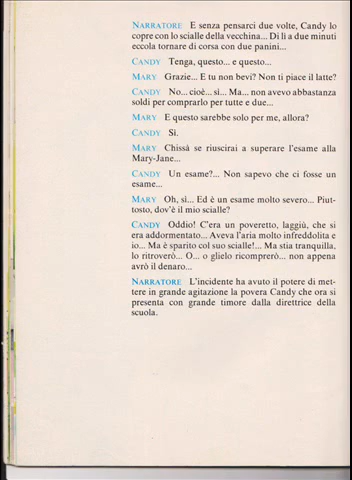 NARRATORE E senza pensarci due volte, Candy lo
copre con lo scialle della vecchina... Di lì a due minuti
eccola tornare di corsa con due panini...
CANDY Tenga, questo... e questo...
MARY Grazie... E tu non bevi? Non ti piace il latte?
CANDY No... cioè... sì... Ma... non avevo abbastanza
soldi per comprarlo per tutte e due...
MARY E questo sarebbe solo per me, allora?
CANDY Sì.
MARY Chissà se riuscirai a superare l'esame alla
Mary-Jane...
CANDY Un esame?... Non sapevo che ci fosse un
esame...
MARY Oh, sì... Ed è un esame molto severo... Piut-
tosto, dov'è il mio scialle?
CANDY Oddio! C'era un poveretto, laggiù, che si
era addormentato... Aveva l'aria molto infreddolita e
io... Ma è sparito col suo scialle!... Ma stia tranquilla,
lo ritroverò... O... o glielo ricomprerò... non appena
avrò il denaro...
NARRATORE L'incidente ha avuto il potere di met-
tere in grande agitazione la povera Candy che ora si
presenta con grande timore dalla direttrice della
scuola.